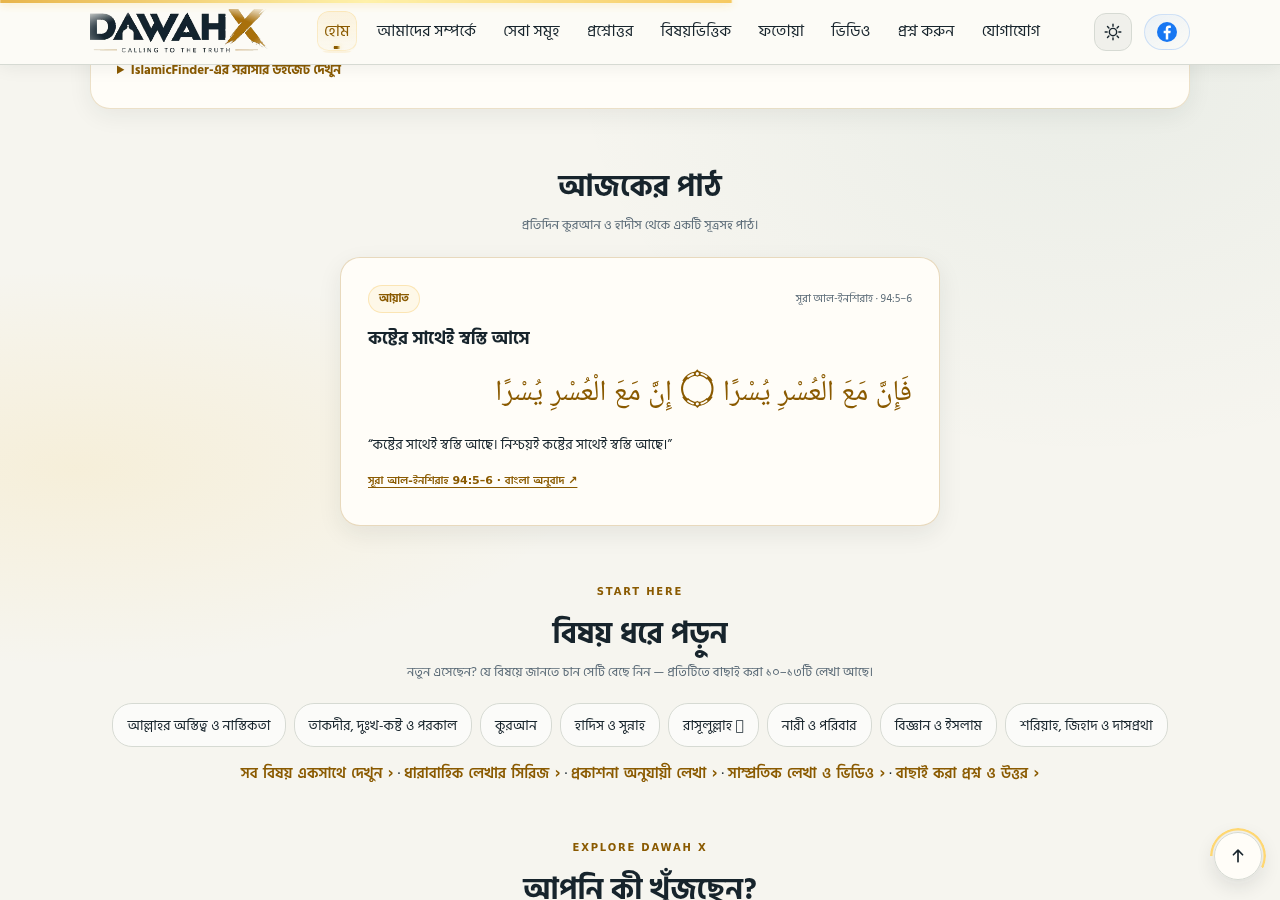 DAWAHX
CALLING TO THE TRUTH
হোম
আমাদের সম্পর্কে
সেবা সমূহ
প্রশ্নোত্তর
বিষয়ভিত্তিক
ফতোয়া
ভিডিও
প্রশ্ন করুন
যোগাযোগ
▶ IslamicFinder-এর সরাসরি উইজেট দেখুন
আজকের পাঠ
প্রতিদিন কুরআন ও হাদীস থেকে একটি সূত্রসহ পাঠ।
আয়াত
সূরা আল-ইনশিরাহ · 94:5–6
কষ্টের সাথেই স্বস্তি আসে
فَإِنَّ مَعَ الْعُسْرِ يُسْرًا ۝ إِنَّ مَعَ الْعُسْرِ يُسْرًا
“কষ্টের সাথেই স্বস্তি আছে। নিশ্চয়ই কষ্টের সাথেই স্বস্তি আছে।”
সূরা আল-ইনশিরাহ 94:5–6 · বাংলা অনুবাদ ↗
START HERE
বিষয় ধরে পড়ুন
নতুন এসেছেন? যে বিষয়ে জানতে চান সেটি বেছে নিন — প্রতিটিতে বাছাই করা ১০–১৩টি লেখা আছে।
আল্লাহর অস্তিত্ব ও নাস্তিকতা
তাকদীর, দুঃখ-কষ্ট ও পরকাল
কুরআন
হাদিস ও সুন্নাহ
রাসূলুল্লাহ
নারী ও পরিবার
বিজ্ঞান ও ইসলাম
শরিয়াহ, জিহাদ ও দাসপ্রথা
সব বিষয় একসাথে দেখুন › · ধারাবাহিক লেখার সিরিজ › · প্রকাশনা অনুযায়ী লেখা › · সাম্প্রতিক লেখা ও ভিডিও › · বাছাই করা প্রশ্ন ও উত্তর ›
EXPLORE DAWAH X
আপনি কী খুঁজছেন?